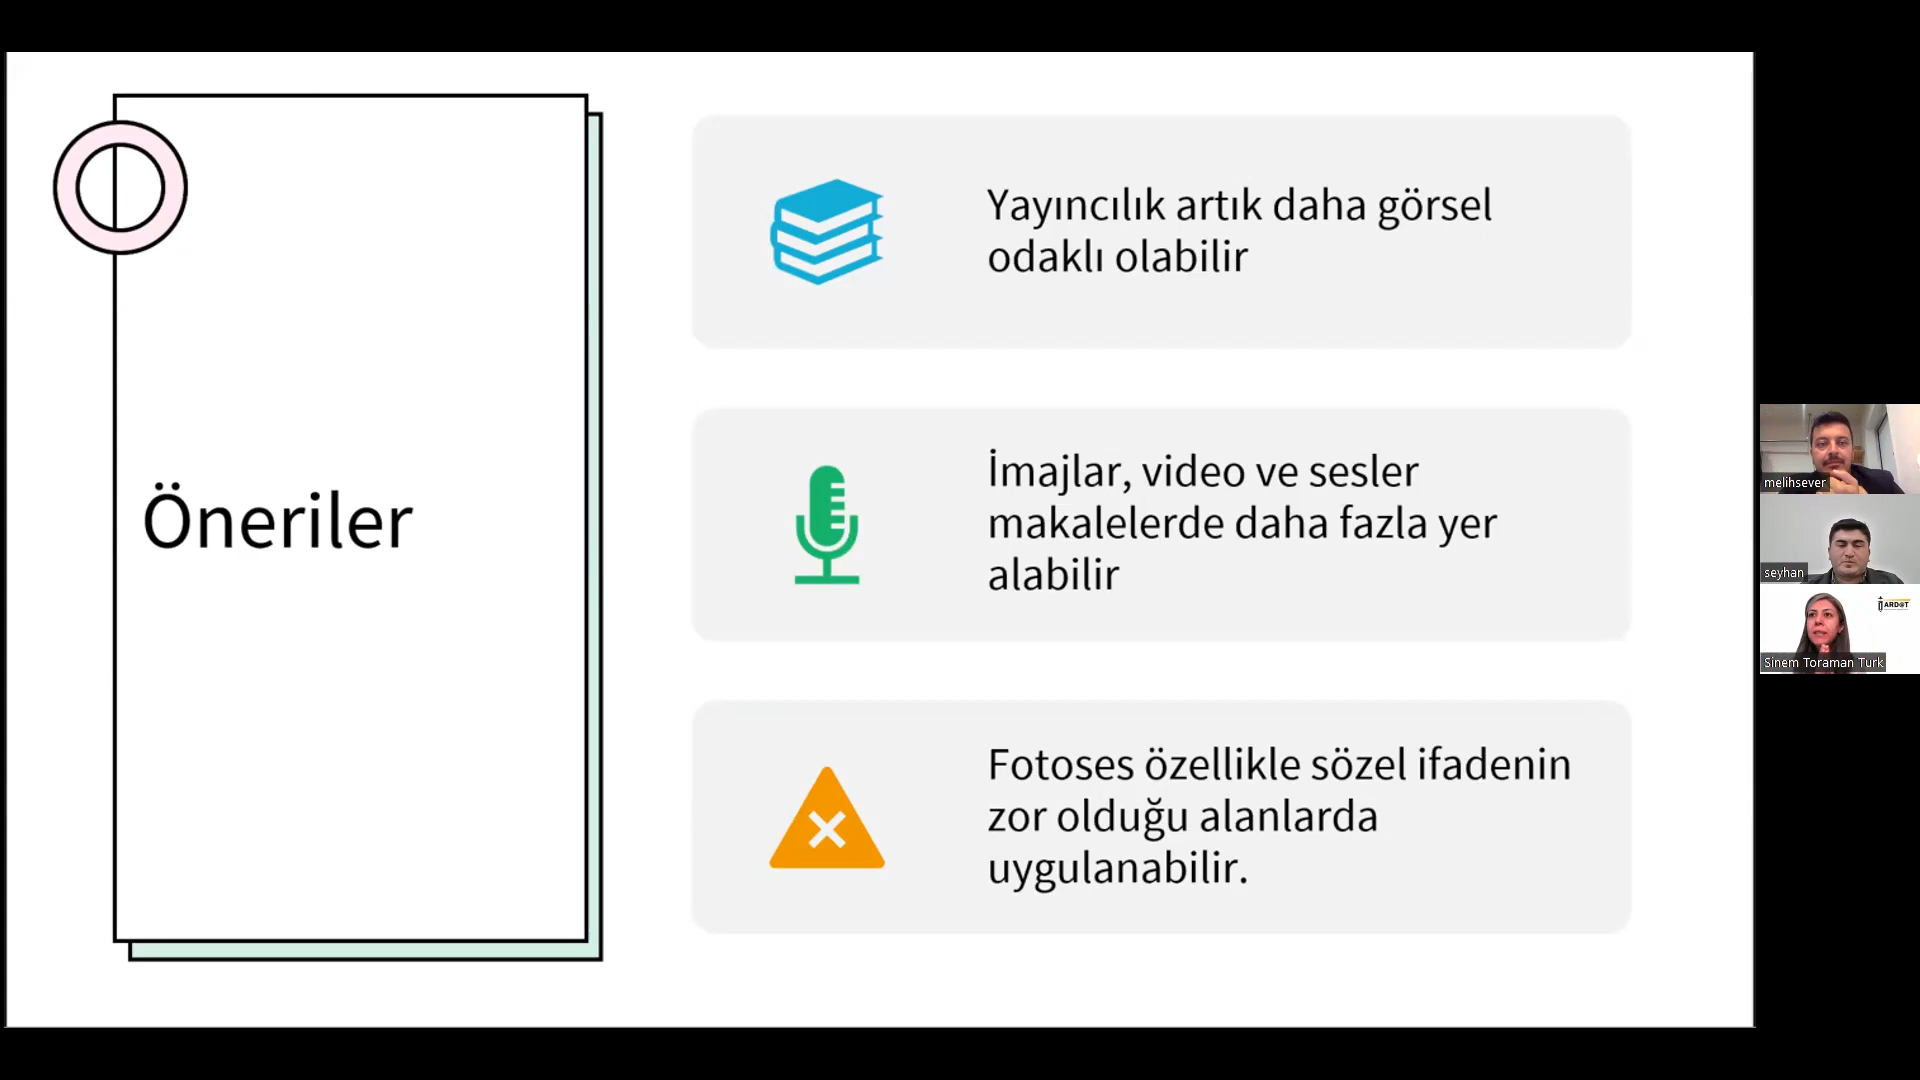 Öneriler
Yayıncılık artık daha görsel
odaklı olabilir
İmajlar, video ve sesler
makalelerde daha fazla yer
alabilir
Fotoses özellikle sözel ifadenin
zor olduğu alanlarda
uygulanabilir.
melihsever
seyhan
ARD@T
Sinem Toraman Turk